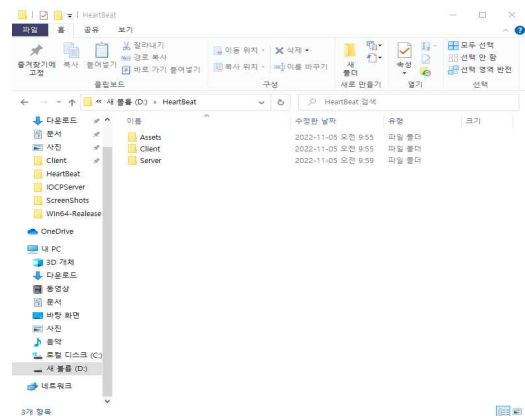 HeartBeat
파일 홈 공유 보기
즐겨찾기에 고정
복사
붙여넣기
잘라내기
경로 복사
바로 가기 붙여넣기
이동 위치
복사 위치
삭제
이름 바꾸기
새 폴더
속성
모두 선택
선택 안 함
선택 영역 반전
클립보드 구성 새로 만들기 열기 선택
« 새 볼륨 (D:) › HeartBeat
HeartBeat 검색
이름 수정한 날짜 유형 크기
Assets 2022-11-05 오전 9:55 파일 폴더
Client 2022-11-05 오전 9:55 파일 폴더
Server 2022-11-05 오전 9:59 파일 폴더
다운로드
문서
사진
Client
HeartBeat
IOCPServer
ScreenShots
Win64-Realease
OneDrive
내 PC
3D 개체
다운로드
동영상
문서
바탕 화면
사진
음악
로컬 디스크 (C:)
새 볼륨 (D:)
네트워크
3개 항목